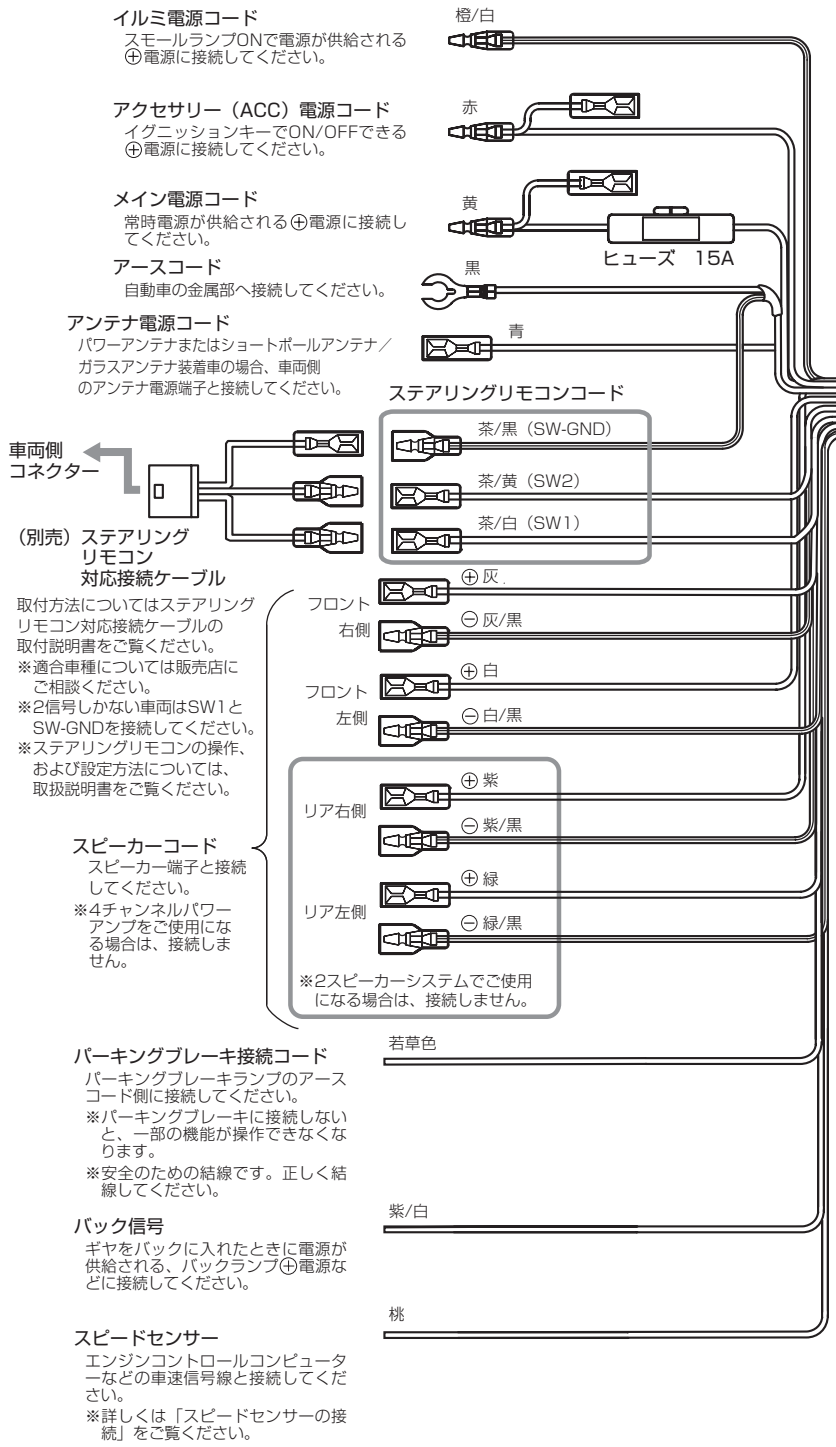 イルミ電源コード
橙/白
スモールランプONで電源が供給される
⊕電源に接続してください。
アクセサリー（ACC）電源コード
赤
イグニッションキーでON/OFFできる
⊕電源に接続してください。
メイン電源コード
黄
常時電源が供給される⊕電源に接続し
てください。
ヒューズ 15A
アースコード
黒
自動車の金属部へ接続してください。
アンテナ電源コード
青
パワーアンテナまたはショートポールアンテナ／
ガラスアンテナ装着車の場合、車両側
のアンテナ電源端子と接続してください。
ステアリングリモコンコード
茶/黒（SW-GND）
茶/黄（SW2）
茶/白（SW1）
車両側
コネクター
（別売）ステアリング
リモコン
対応接続ケーブル
取付方法についてはステアリング
リモコン対応接続ケーブルの
取付説明書をご覧ください。
※適合車種については販売店に
ご相談ください。
※2信号しかない車両はSW1と
SW-GNDを接続してください。
※ステアリングリモコンの操作、
および設定方法については、
取扱説明書をご覧ください。
フロント
右側
⊕灰
⊖灰/黒
フロント
左側
⊕白
⊖白/黒
リア右側
⊕紫
⊖紫/黒
リア左側
⊕緑
⊖緑/黒
※2スピーカーシステムでご使用
になる場合は、接続しません。
スピーカーコード
スピーカー端子と接続
してください。
※4チャンネルパワー
アンプをご使用にな
る場合は、接続しま
せん。
パーキングブレーキ接続コード
若草色
パーキングブレーキランプのアース
コード側に接続してください。
※パーキングブレーキに接続しない
と、一部の機能が操作できなくな
ります。
※安全のための結線です。正しく結
線してください。
バック信号
紫/白
ギヤをバックに入れたときに電源が
供給される、バックランプ⊕電源な
どに接続してください。
スピードセンサー
桃
エンジンコントロールコンピュータ
ーなどの車速信号線と接続してくだ
さい。
※詳しくは「スピードセンサーの接
続」をご覧ください。